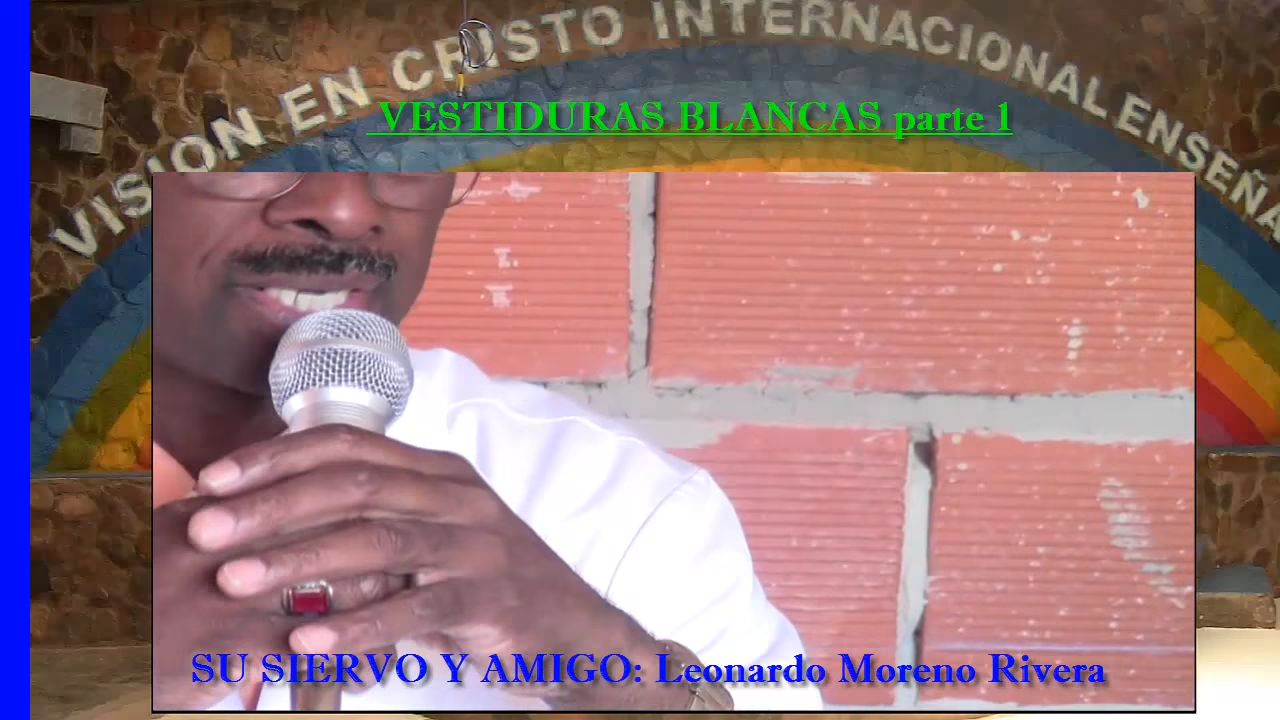 VISION EN CRISTO INTERNACIONAL ENSEÑA
VESTIDURAS BLANCAS parte 1
SU SIERVO Y AMIGO: Leonardo Moreno Rivera